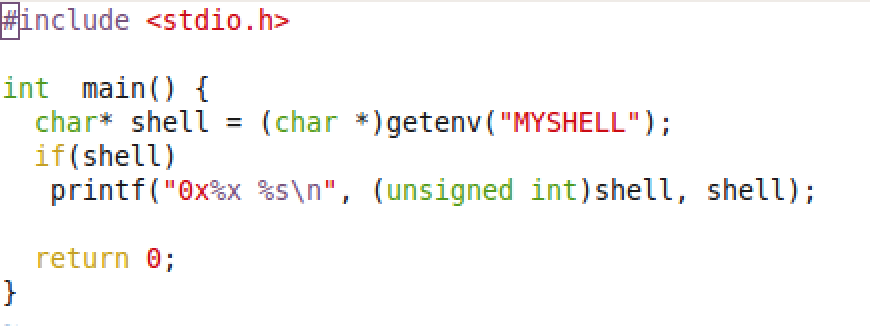 #include <stdio.h>

int  main() {
  char* shell = (char *)getenv("MYSHELL");
  if(shell)
   printf("0x%x %s\n", (unsigned int)shell, shell);

  return 0;
}